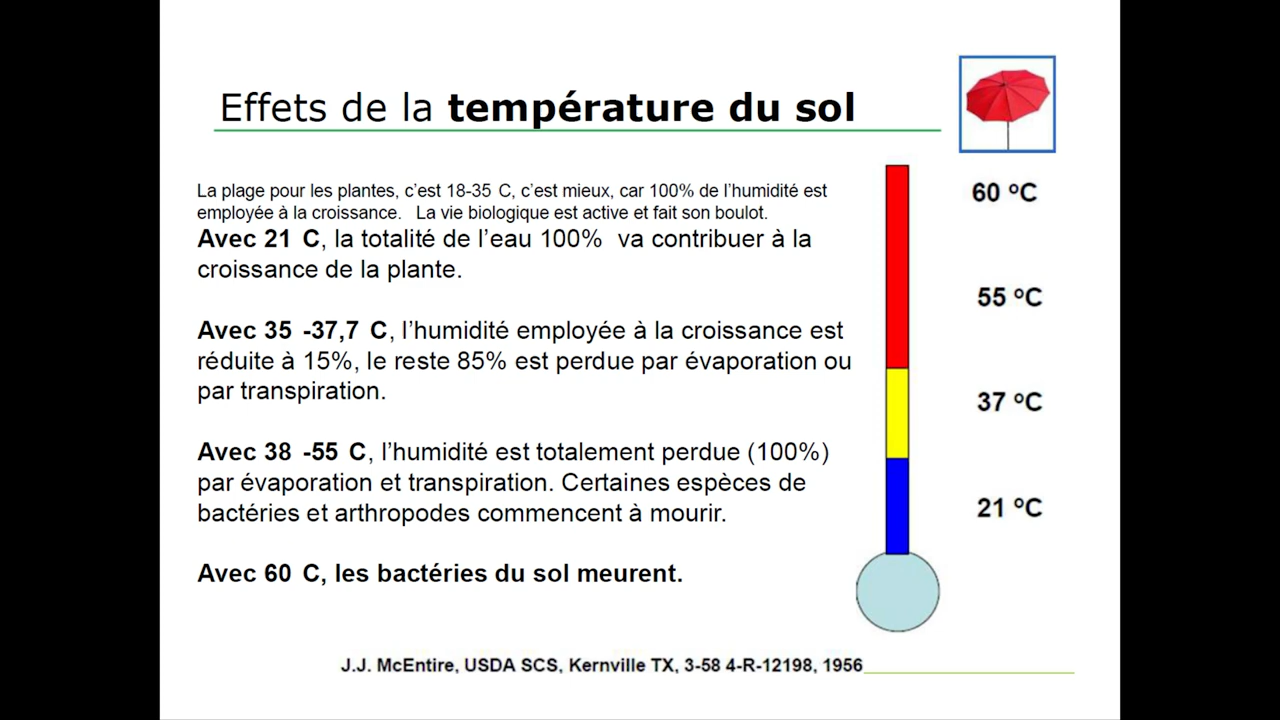 Effets de la température du sol
La plage pour les plantes, c'est 18-35 C, c'est mieux, car 100% de l'humidité est
employée à la croissance. La vie biologique est active et fait son boulot.
Avec 21 C, la totalité de l'eau 100% va contribuer à la
croissance de la plante.
Avec 35 -37,7 C, l'humidité employée à la croissance est
réduite à 15%, le reste 85% est perdue par évaporation ou
par transpiration.
Avec 38 -55 C, l'humidité est totalement perdue (100%)
par évaporation et transpiration. Certaines espèces de
bactéries et arthropodes commencent à mourir.
Avec 60 C, les bactéries du sol meurent.
60 °C
55 °C
37 °C
21 °C
J.J. McEntire, USDA SCS, Kernville TX, 3-58 4-R-12198, 1956